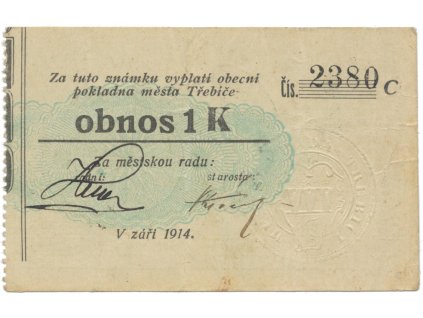 Za tuto známku vyplatí obecní
pokladna města Třebíče
čís. 2380 C
obnos 1 K
Za městskou radu:
starosta:
V září 1914.